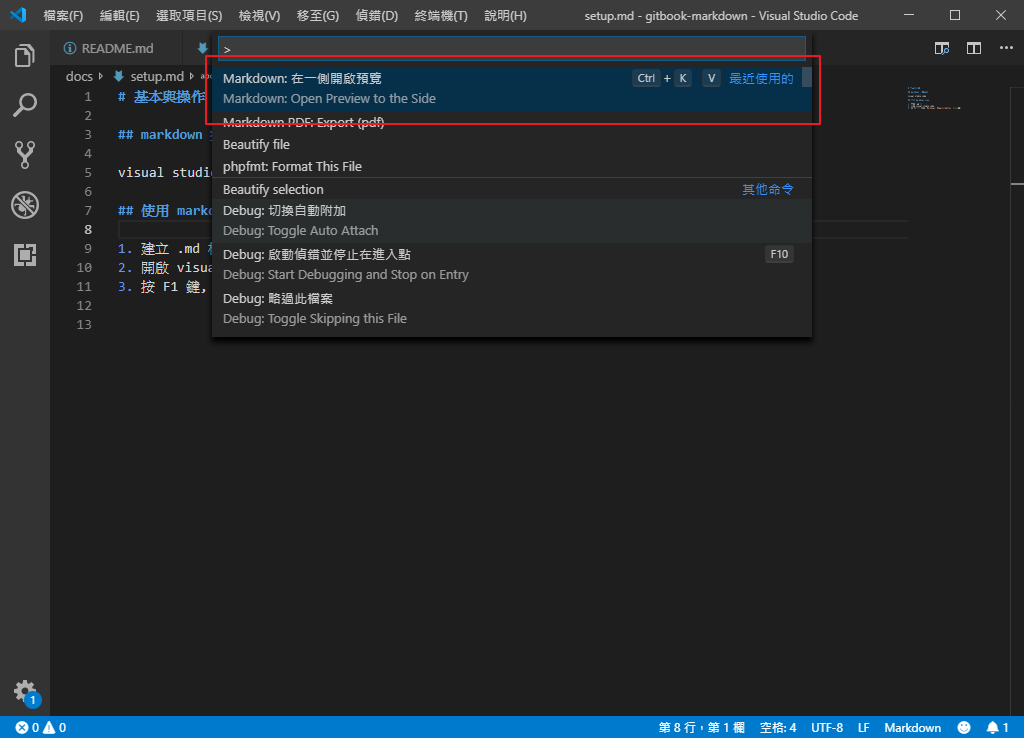 檔案(F) 編輯(E) 選取項目(S) 檢視(V) 移至(G) 偵錯(D) 終端機(T) 說明(H) setup.md - gitbook-markdown - Visual Studio Code
README.md
>
docs setup.md abc
Markdown: 在一側開啟預覽 Ctrl + K V 最近使用的
Markdown: Open Preview to the Side
Markdown PDF: Export (pdf)
Beautify file
phpfmt: Format This File
Beautify selection 其他命令
Debug: 切換自動附加
Debug: Toggle Auto Attach
Debug: 啟動偵錯並停止在進入點 F10
Debug: Start Debugging and Stop on Entry
Debug: 略過此檔案
Debug: Toggle Skipping this File
1 # 基本與操作
2
3 ## markdown
4
5 visual studi
6
7 ## 使用 mark
8
9 1. 建立 .md
10 2. 開啟 visua
11 3. 按 F1 鍵,
12
13
1
0 0 第 8 行,第 1 欄 空格: 4 UTF-8 LF Markdown 1